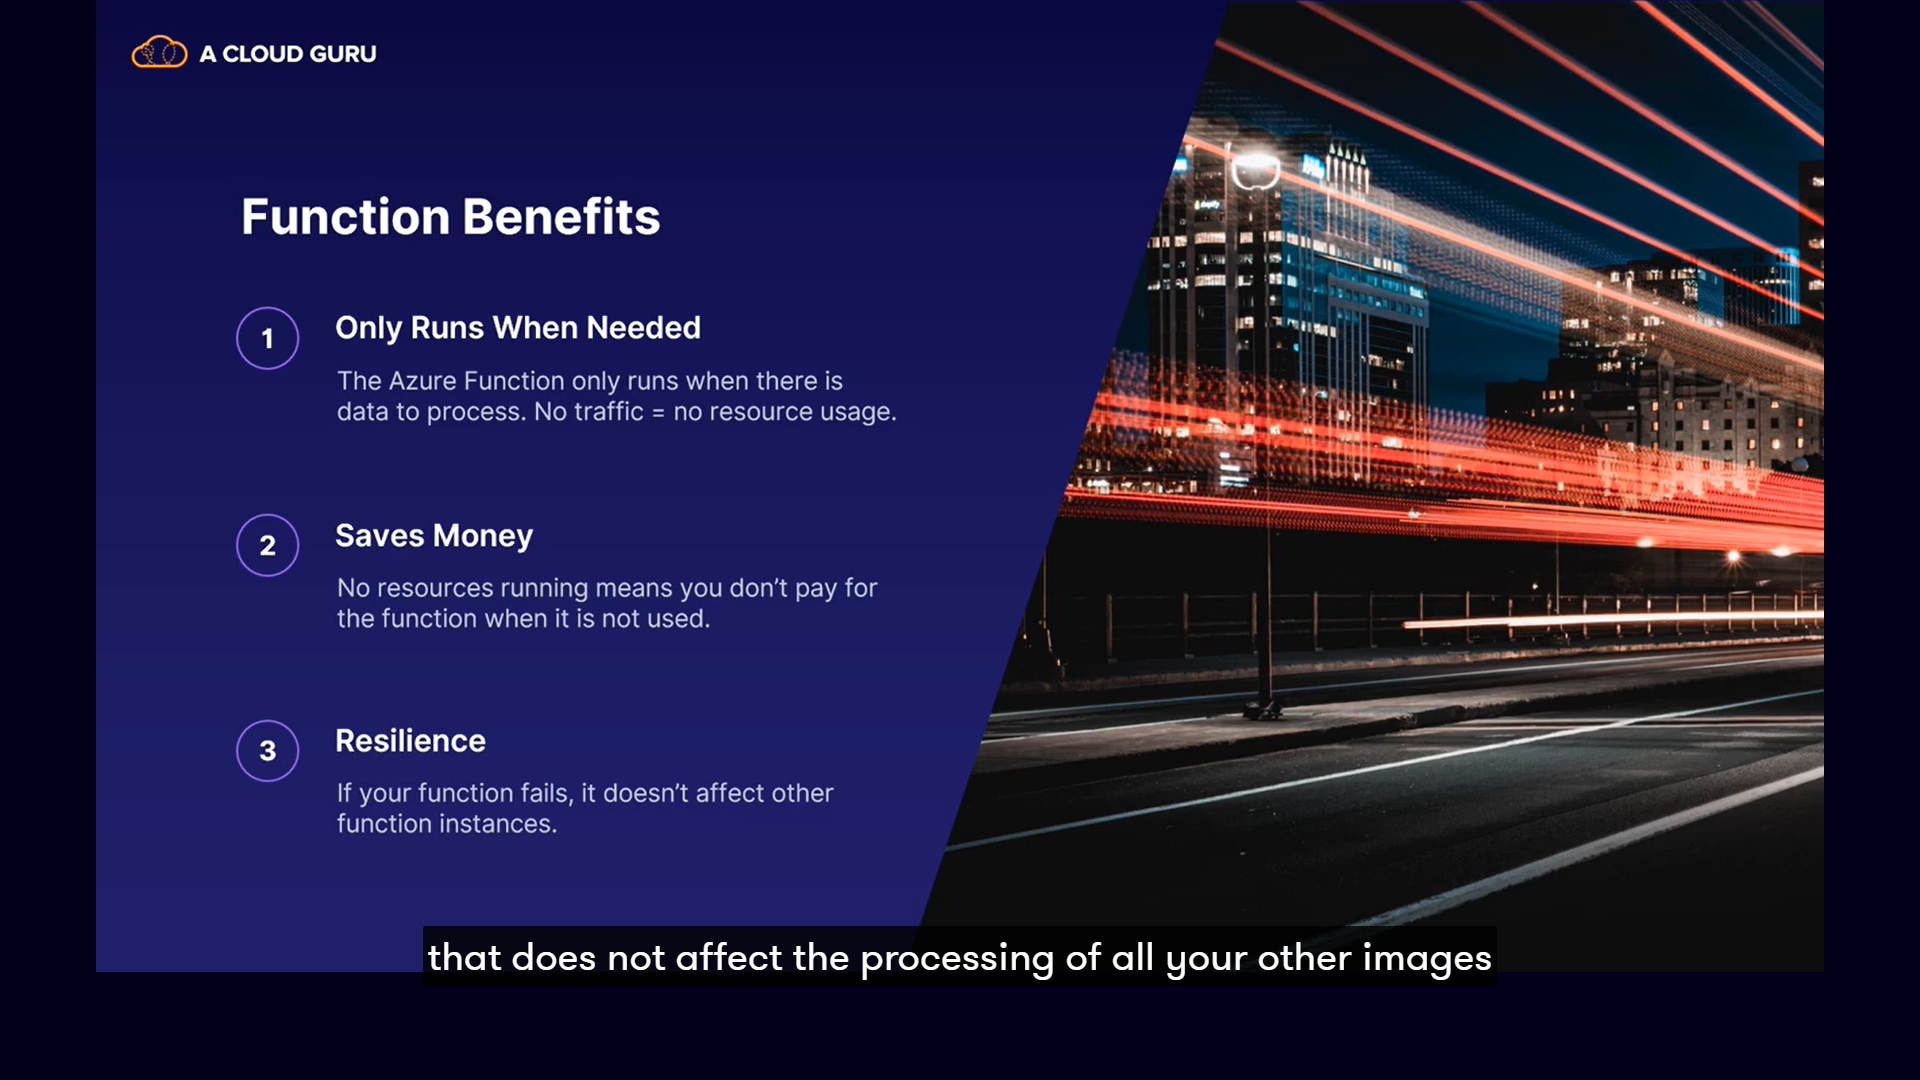 A CLOUD GURU
Function Benefits
1
Only Runs When Needed
The Azure Function only runs when there is
data to process. No traffic = no resource usage.
2
Saves Money
No resources running means you don’t pay for
the function when it is not used.
3
Resilience
If your function fails, it doesn’t affect other
function instances.
that does not affect the processing of all your other images